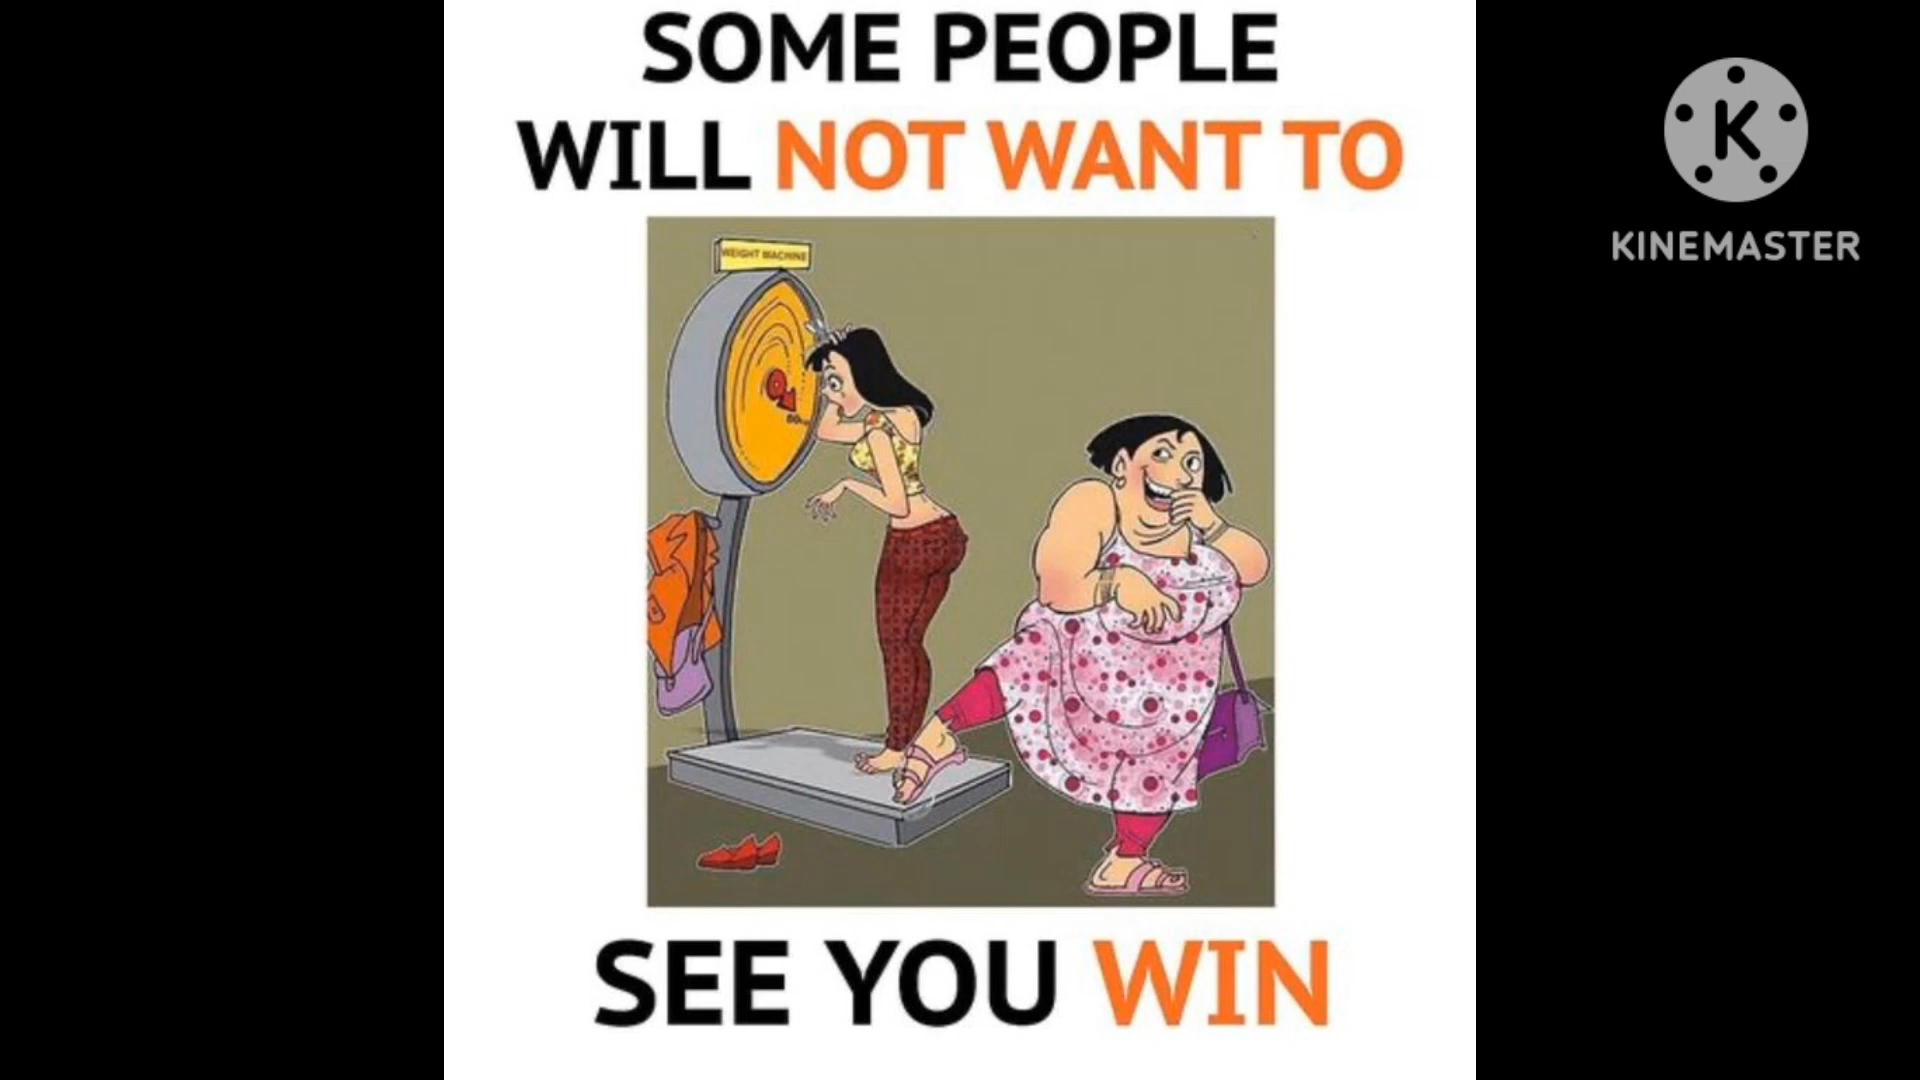 SOME PEOPLE
WILL NOT WANT TO
WEIGHT MACHINE
SEE YOU WIN
KINEMASTER